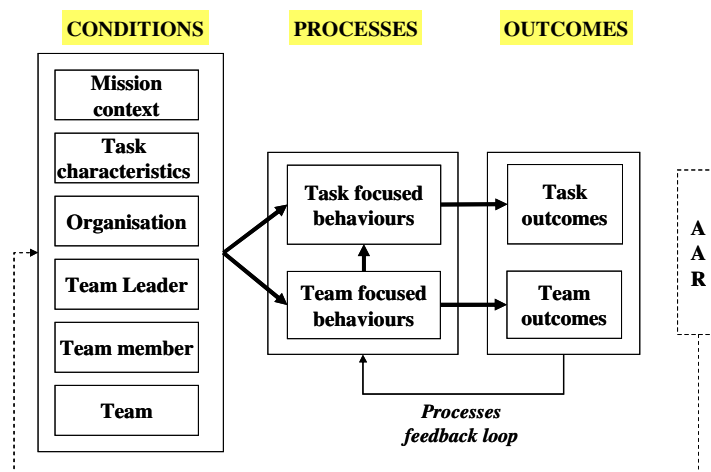 CONDITIONS
PROCESSES
OUTCOMES
Mission
context
Task
characteristics
Organisation
Team Leader
Team member
Team
Task focused
behaviours
Team focused
behaviours
Task
outcomes
Team
outcomes
A
A
R
Processes
feedback loop